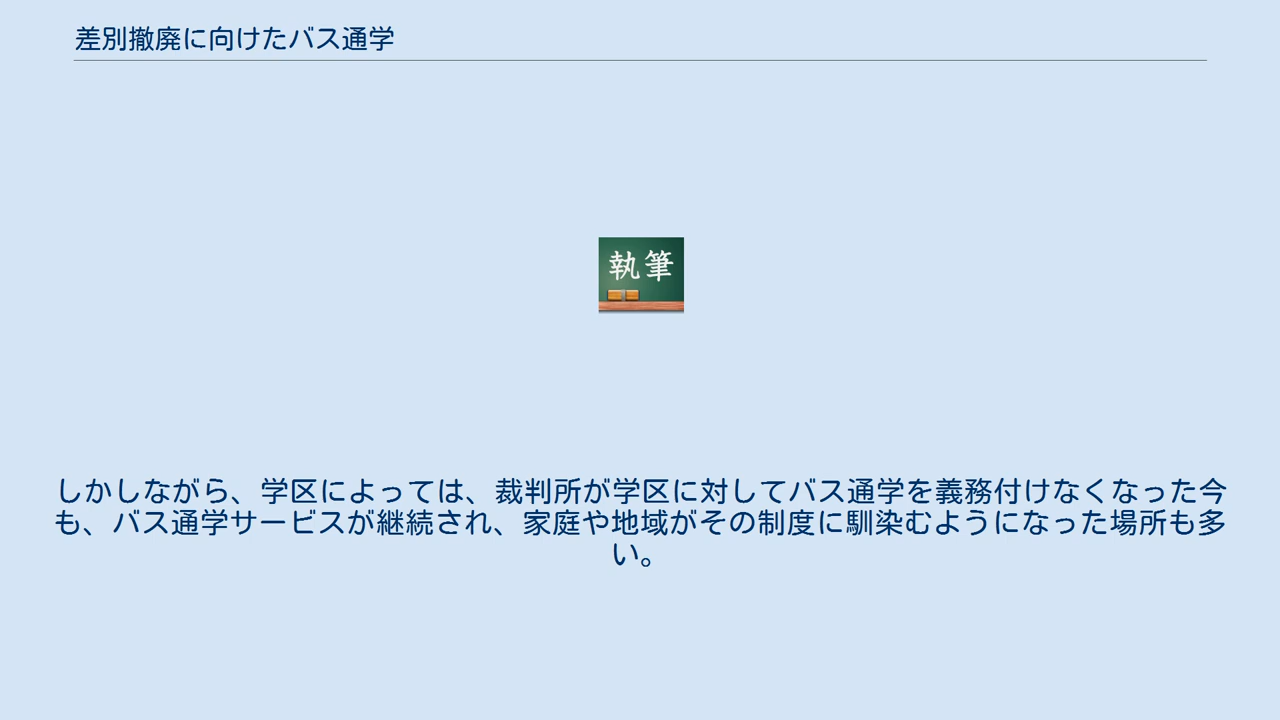 差別撤廃に向けたバス通学
執筆
しかしながら、学区によっては、裁判所が学区に対してバス通学を義務付けなくなった今
も、バス通学サービスが継続され、家庭や地域がその制度に馴染むようになった場所も多
い。